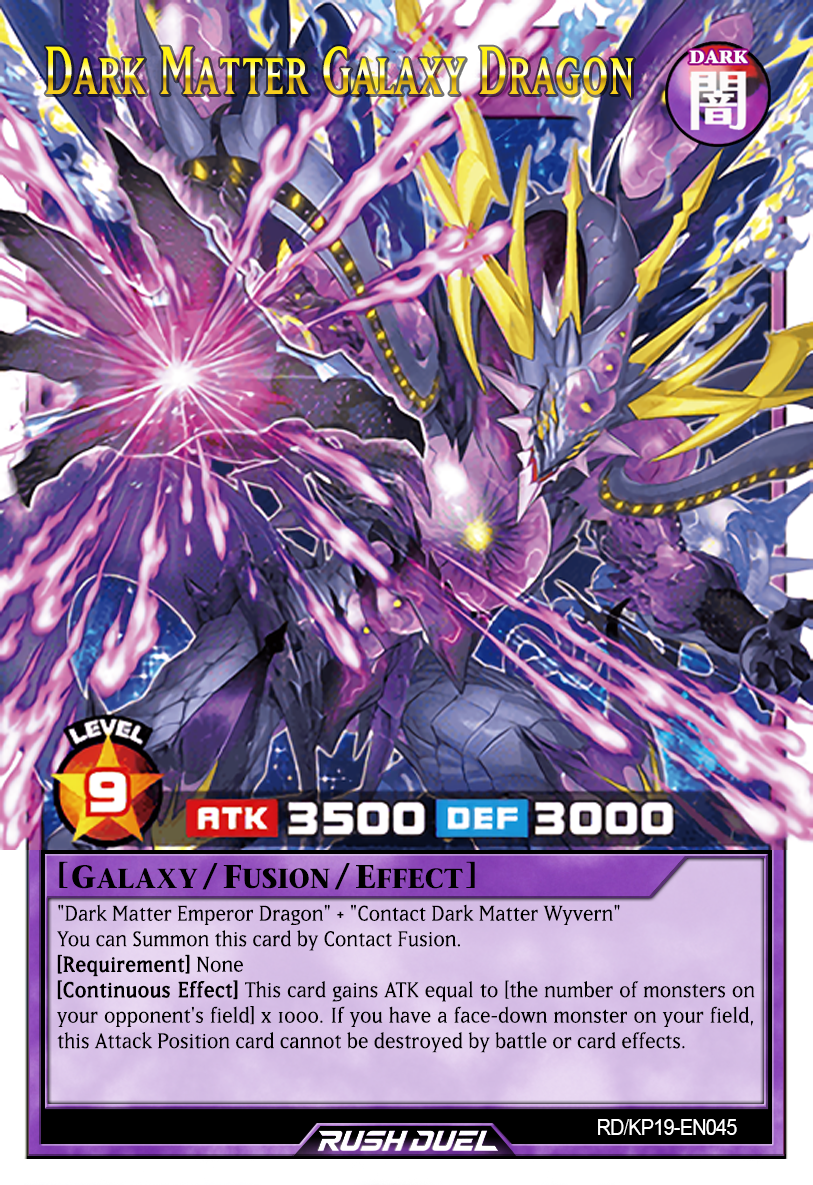 Dark Matter Galaxy Dragon
DARK
闇
LEVEL
9
ATK 3500 DEF 3000
[Galaxy / Fusion / Effect]
"Dark Matter Emperor Dragon" + "Contact Dark Matter Wyvern"
You can Summon this card by Contact Fusion.
[Requirement] None
[Continuous Effect] This card gains ATK equal to [the number of monsters on
your opponent's field] x 1000. If you have a face-down monster on your field,
this Attack Position card cannot be destroyed by battle or card effects.
RD/KP19-EN045
RUSH DUEL